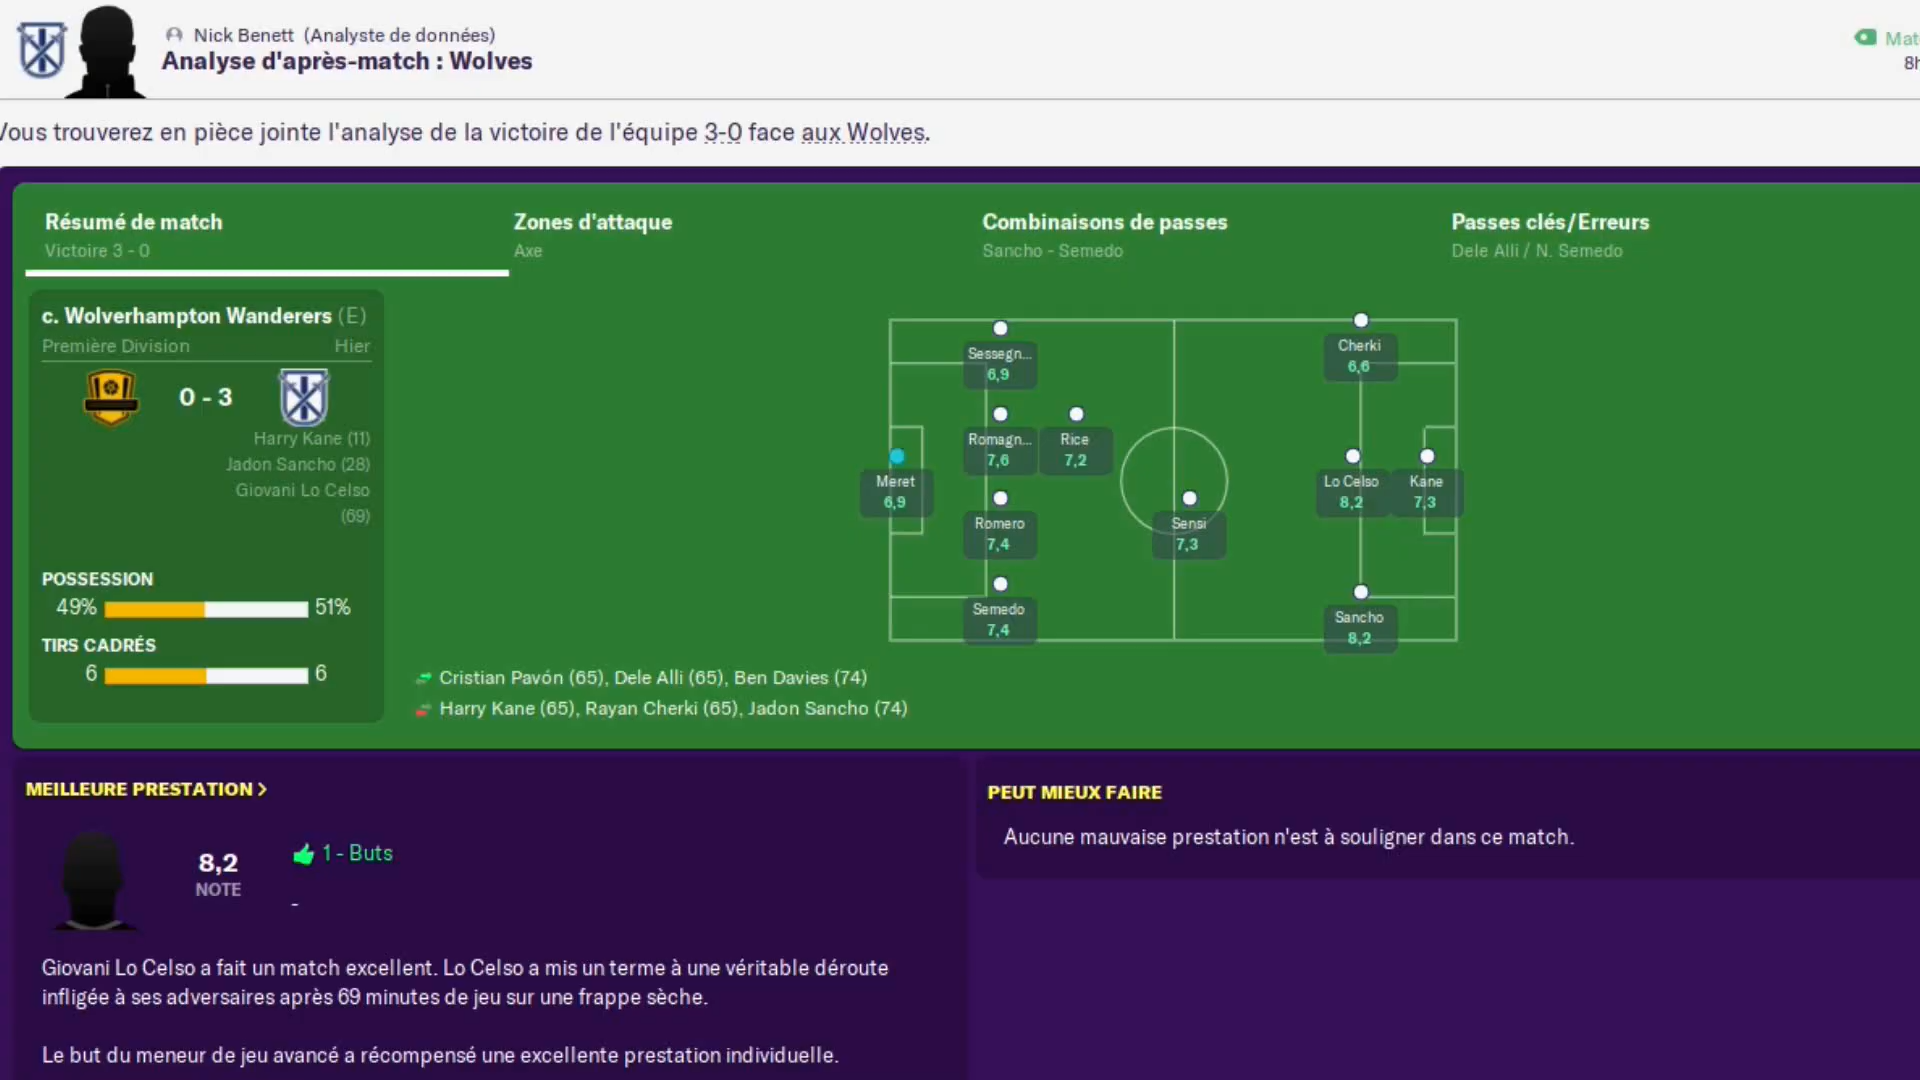 Nick Benett (Analyste de données)
Analyse d'après-match : Wolves
Mat
8h
Vous trouverez en pièce jointe l'analyse de la victoire de l'équipe 3-0 face aux Wolves.
Résumé de match
Victoire 3 - 0
Zones d'attaque
Axe
Combinaisons de passes
Sancho - Semedo
Passes clés/Erreurs
Dele Alli / N. Semedo
c. Wolverhampton Wanderers (E)
Première Division Hier
0 - 3
Harry Kane (11)
Jadon Sancho (28)
Giovani Lo Celso
(69)
POSSESSION
49% 51%
TIRS CADRÉS
6 6
Sessegn...
6,9
Cherki
6,6
Romagn...
7,6
Rice
7,2
Meret
6,9
Lo Celso
8,2
Kane
7,3
Romero
7,4
Sensi
7,3
Semedo
7,4
Sancho
8,2
Cristian Pavón (65), Dele Alli (65), Ben Davies (74)
Harry Kane (65), Rayan Cherki (65), Jadon Sancho (74)
MEILLEURE PRESTATION >
8,2
NOTE
1 - Buts
-
Giovani Lo Celso a fait un match excellent. Lo Celso a mis un terme à une véritable déroute
infligée à ses adversaires après 69 minutes de jeu sur une frappe sèche.
Le but du meneur de jeu avancé a récompensé une excellente prestation individuelle.
PEUT MIEUX FAIRE
Aucune mauvaise prestation n'est à souligner dans ce match.